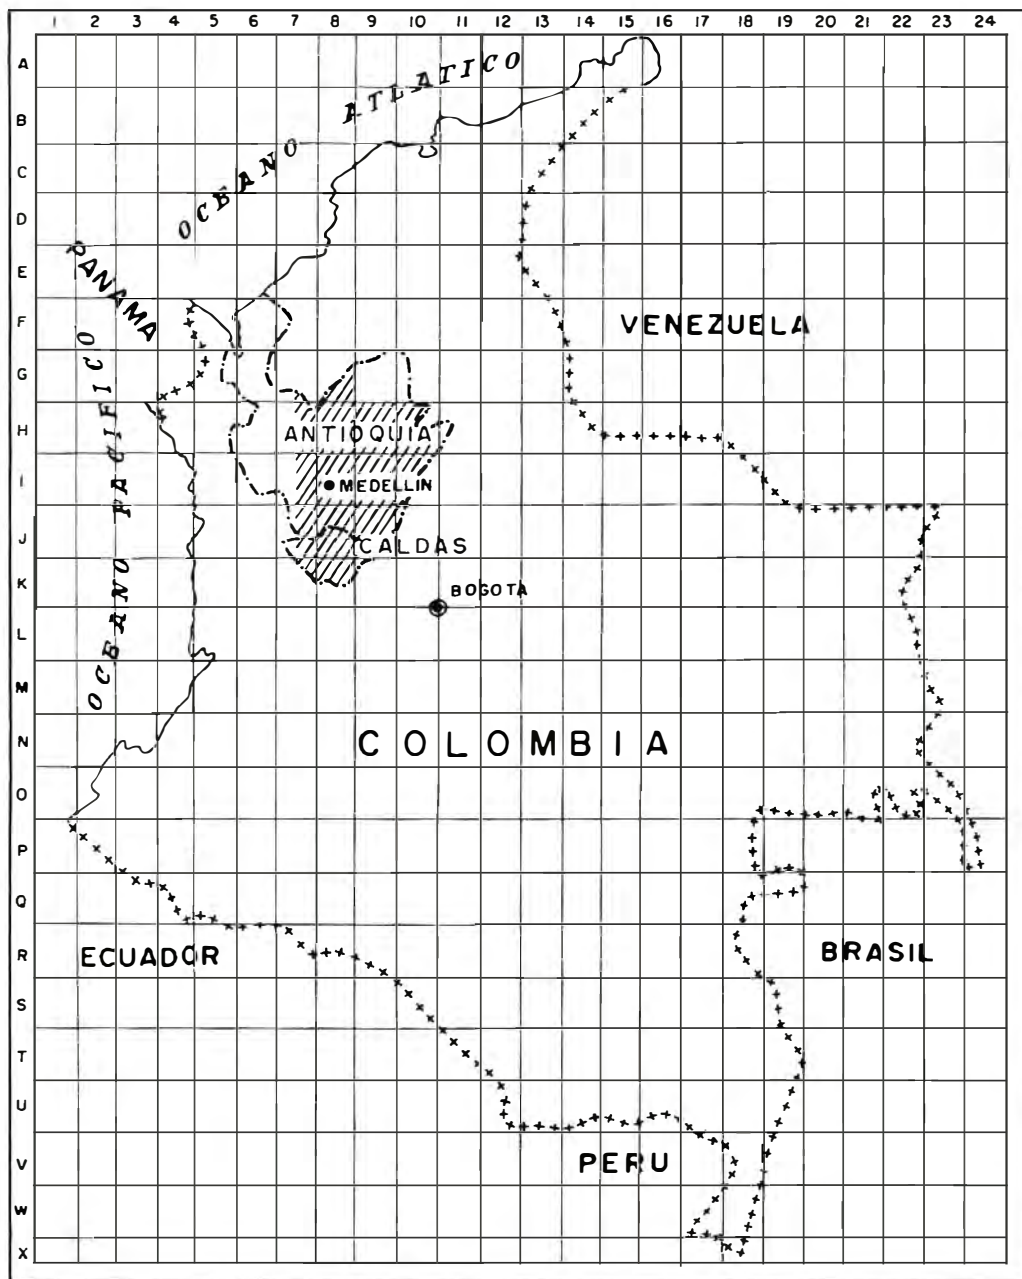 1 2 3 4 5 6 7 8 9 10 11 12 13 14 15 16 17 18 19 20 21 22 23 24
A
B
C
D
E
F
G
H
I
J
K
L
M
N
O
P
Q
R
S
T
U
V
W
X
OCEANO ATLATICO
PANAMA
OCEANO PACIFICO
VENEZUELA
ANTIOQUIA
MEDELLIN
CALDAS
BOGOTA
COLOMBIA
ECUADOR
BRASIL
PERU